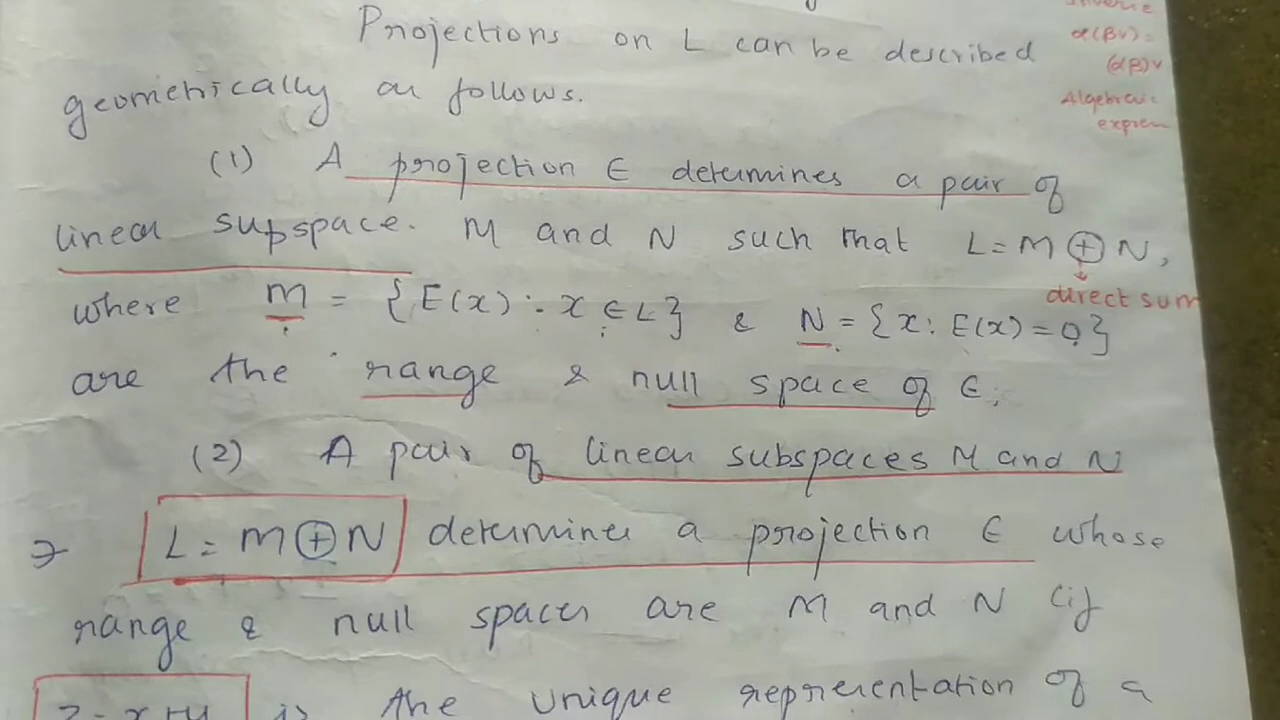 Projections on L can be described
geometrically as follows.
(1) A projection E determines a pair of
linear subspace. M and N such that L = M ⊕ N,
direct sum
where M = {E(x) : x ∈ L} & N = {x : E(x) = 0}
are the range & null space of E.
(2) A pair of linear subspaces M and N
∋ L = M ⊕ N determines a projection E whose
range & null spaces are M and N (if
z = x + y is the unique representation of a
α(βv) =
(αβ)v
Algebraic